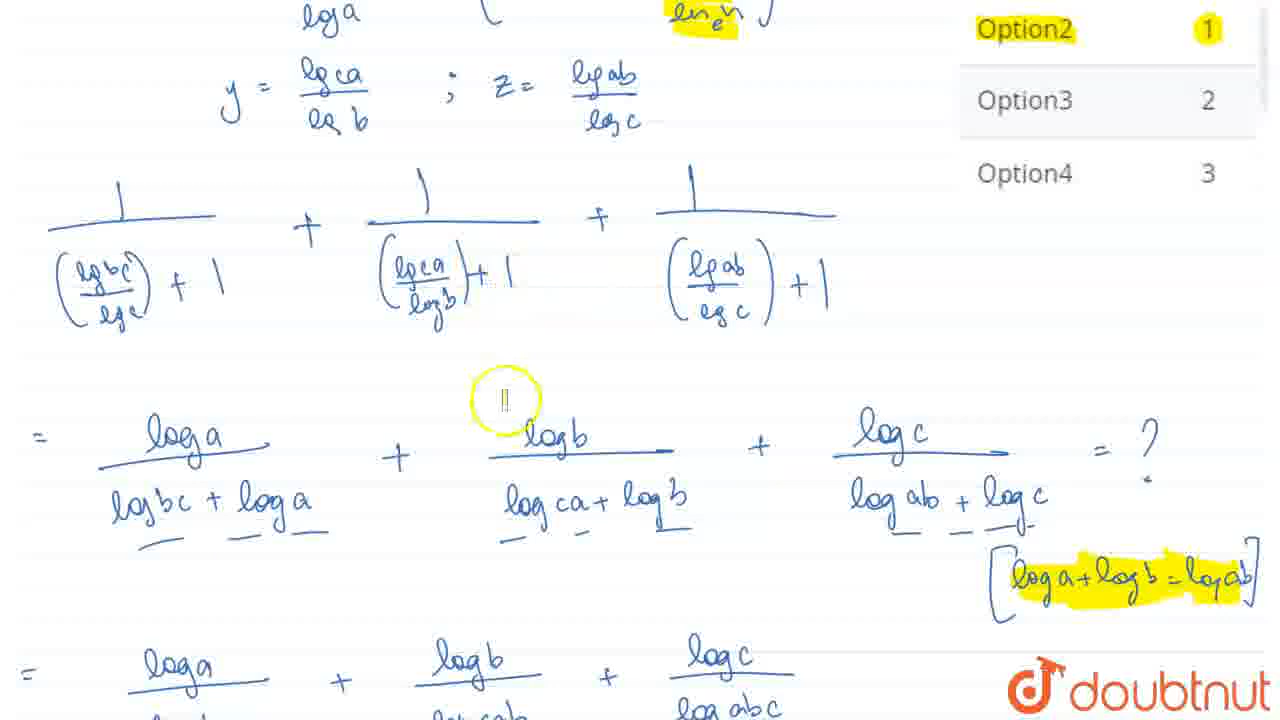 log a ( ln e^x )
Option2 1
y = log ca / log b ; z = log ab / log c
Option3 2
Option4 3
1 / ((log bc / log c) + 1) + 1 / ((log ca / log b) + 1) + 1 / ((log ab / log c) + 1)
= log a / (log bc + log a) + log b / (log ca + log b) + log c / (log ab + log c) = ?
[log a + log b = log ab]
= log a + log b + log c / log abc
doubtnut